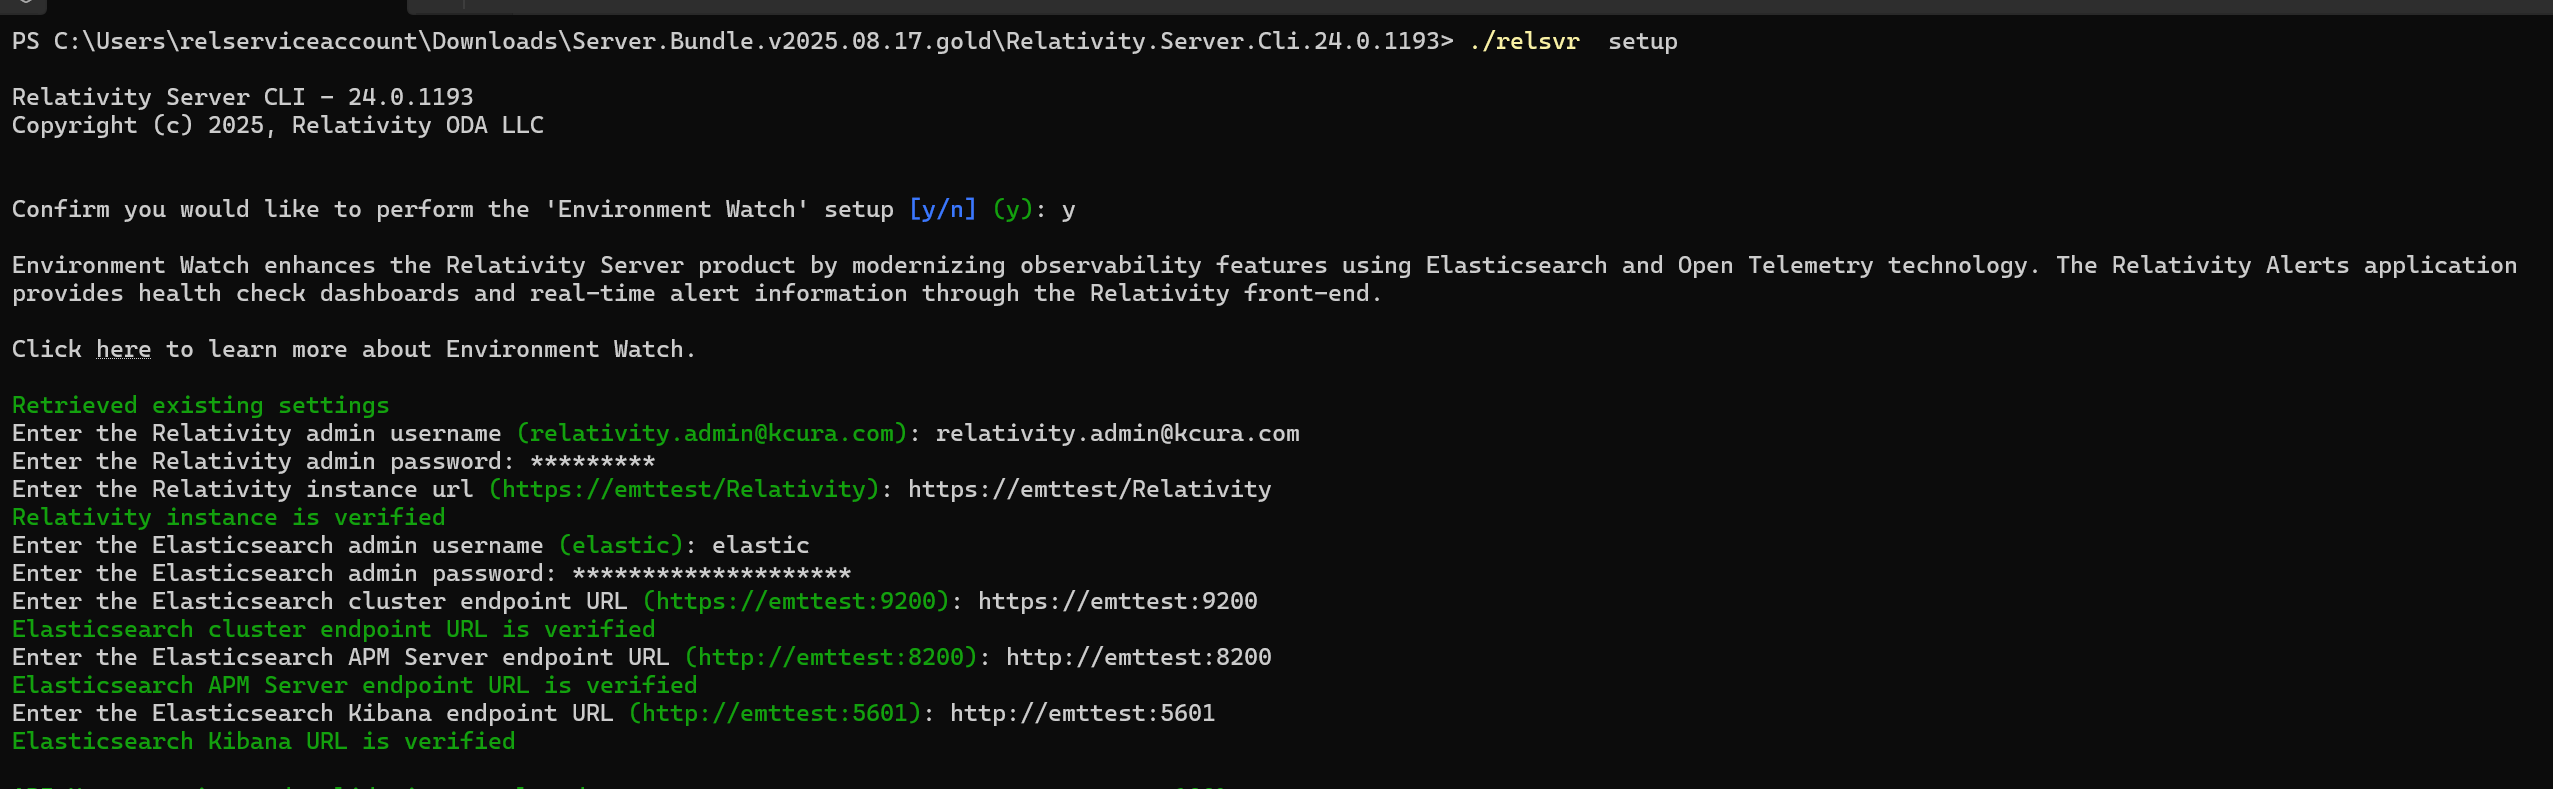 PS C:\Users\relserviceaccount\Downloads\Server.Bundle.v2025.08.17.gold\Relativity.Server.Cli.24.0.1193> ./relsvr  setup
Relativity Server CLI - 24.0.1193
Copyright (c) 2025, Relativity ODA LLC
Confirm you would like to perform the 'Environment Watch' setup [y/n] (y): y
Environment Watch enhances the Relativity Server product by modernizing observability features using Elasticsearch and Open Telemetry technology. The Relativity Alerts application
provides health check dashboards and real-time alert information through the Relativity front-end.
Click here to learn more about Environment Watch.
Retrieved existing settings
Enter the Relativity admin username (relativity.admin@kcura.com): relativity.admin@kcura.com
Enter the Relativity admin password: *********
Enter the Relativity instance url (https://emttest/Relativity): https://emttest/Relativity
Relativity instance is verified
Enter the Elasticsearch admin username (elastic): elastic
Enter the Elasticsearch admin password: ********************
Enter the Elasticsearch cluster endpoint URL (https://emttest:9200): https://emttest:9200
Elasticsearch cluster endpoint URL is verified
Enter the Elasticsearch APM Server endpoint URL (http://emttest:8200): http://emttest:8200
Elasticsearch APM Server endpoint URL is verified
Enter the Elasticsearch Kibana endpoint URL (http://emttest:5601): http://emttest:5601
Elasticsearch Kibana URL is verified